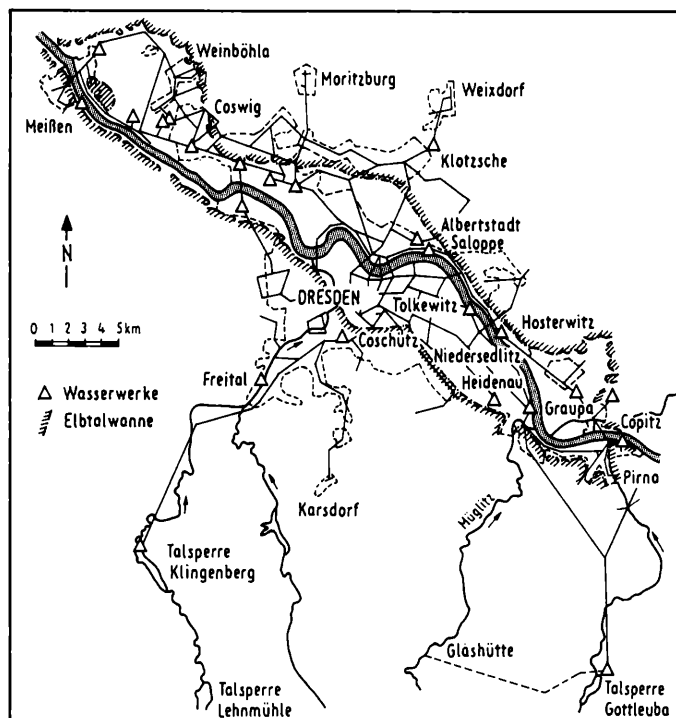 Weinböhla
Moritzburg
Weixdorf
Meißen
Coswig
Klotzsche
Albertstadt
Saloppe
N
DRESDEN
Tolkewitz
Hosterwitz
0 1 2 3 4 5km
Coschütz
Niedersedlitz
Freital
Heidenau
Wasserwerke
Graupa
Elbtalwanne
Copitz
Pirna
Karsdorf
Müglitz
Talsperre
Klingenberg
Glashütte
Talsperre
Lehnmühle
Talsperre
Gottleuba